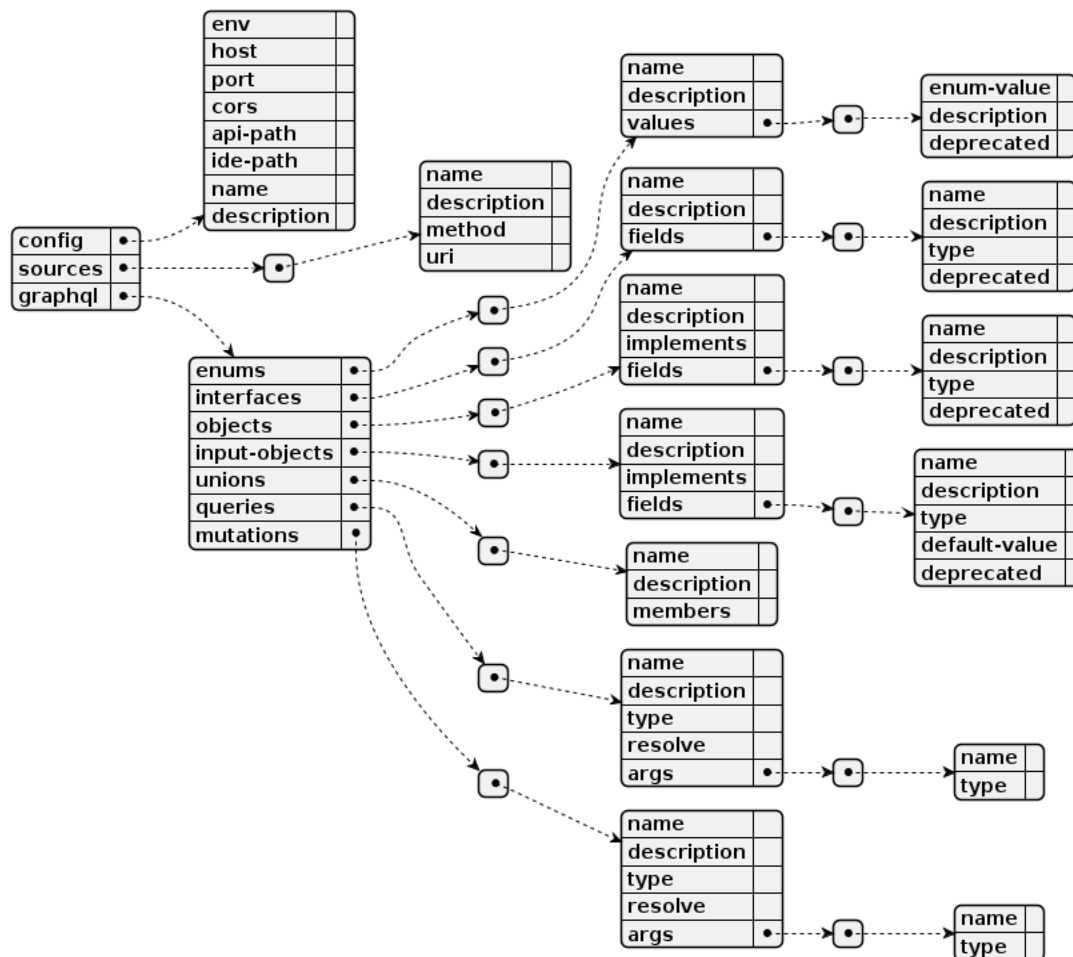 env
host
port
cors
api-path
ide-path
name
description
config
sources
graphql
name
description
method
uri
enums
interfaces
objects
input-objects
unions
queries
mutations
name
description
values
enum-value
description
deprecated
name
description
fields
name
description
type
deprecated
name
description
implements
fields
name
description
type
deprecated
name
description
implements
fields
name
description
type
default-value
deprecated
name
description
members
name
description
type
resolve
args
name
type
name
description
type
resolve
args
name
type